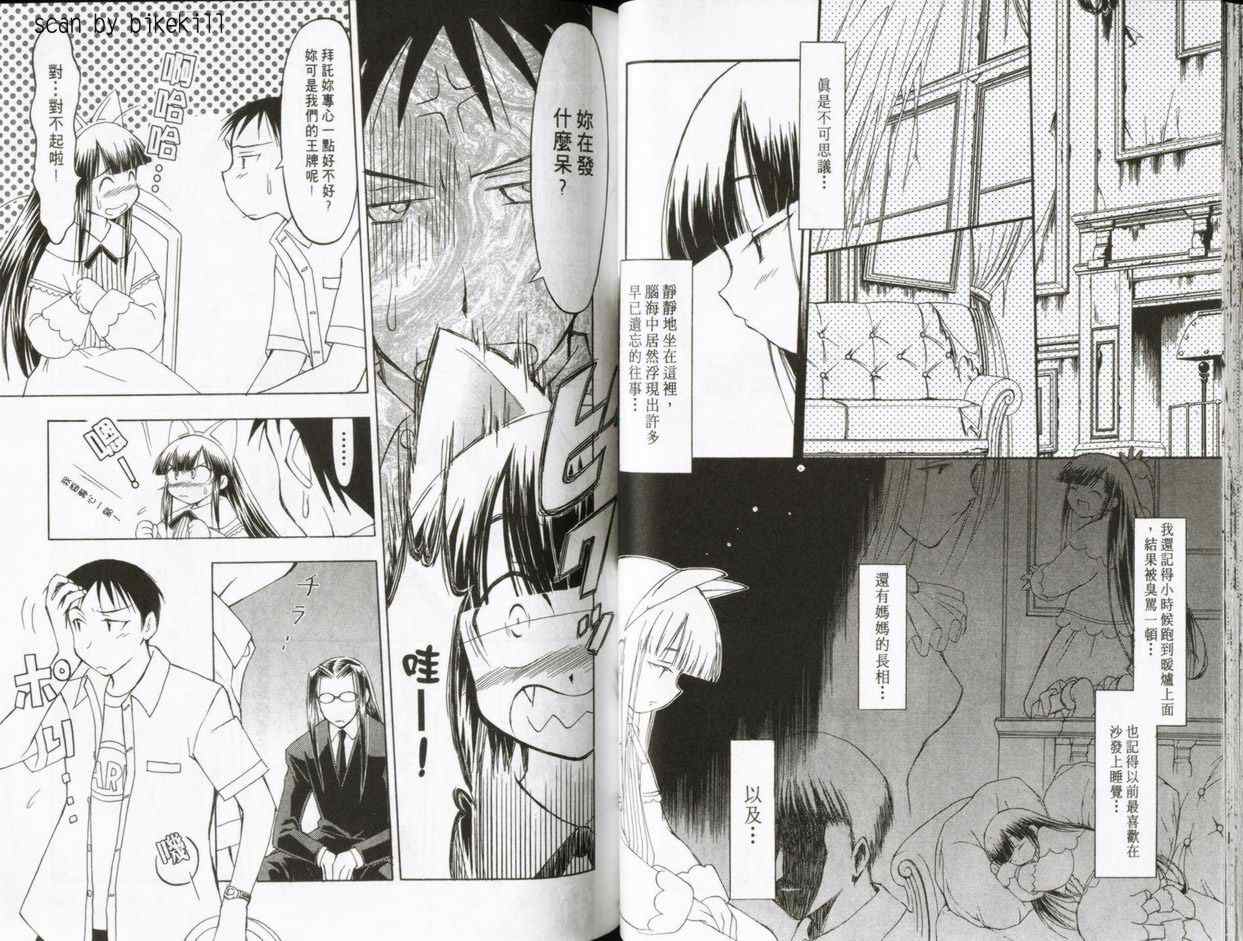 scan by bikekill
真是不可思議…
靜靜地坐在這裡，
腦海中居然浮現出許多
早已遺忘的往事…
我還記得小時候跑到暖爐上面
，結果被臭罵一頓…
也記得以前最喜歡在
沙發上睡覺…
還有媽媽的長相…
以及…
妳在發
什麼呆？
ビクッ
哇——！
拜託妳專心一點好不好？
妳可是我們的王牌呢！
叨哈哈…
對…對不起啦！
……
嗯！
チラ…
ポリ…
嘰